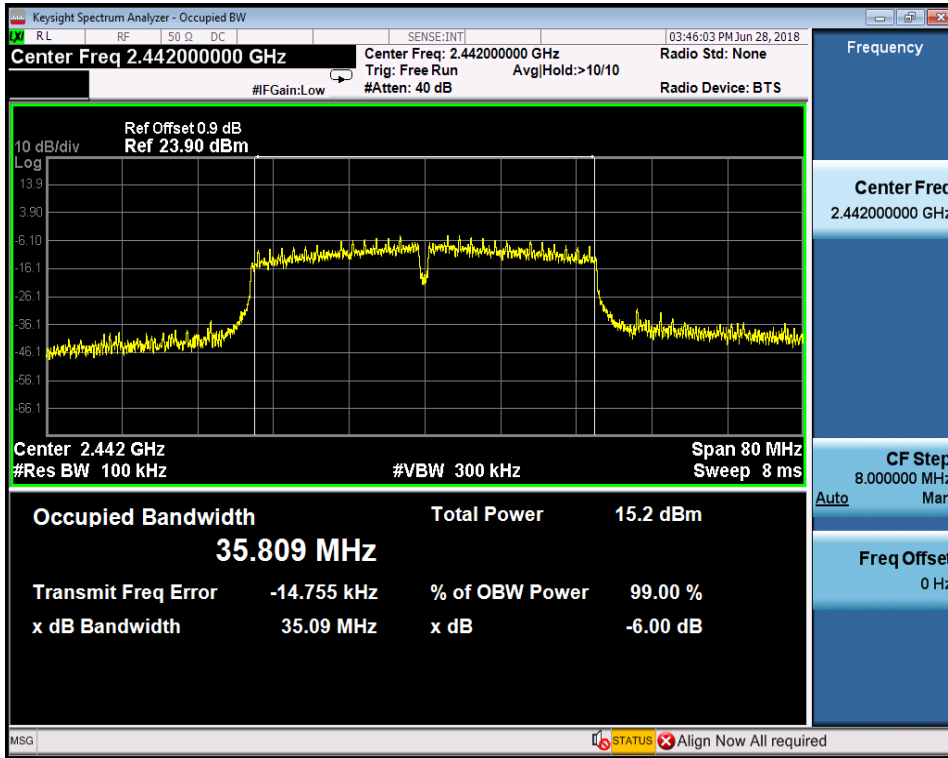 Keysight Spectrum Analyzer - Occupied BW
LXI RL RF 50 Ω DC SENSE:INT 03:46:03 PM Jun 28, 2018
Center Freq 2.442000000 GHz
Center Freq: 2.442000000 GHz Radio Std: None
Trig: Free Run Avg|Hold:>10/10
#IFGain:Low #Atten: 40 dB Radio Device: BTS
Frequency
Ref Offset 0.9 dB
10 dB/div Ref 23.90 dBm
Log
13.9
3.90
-6.10
-16.1
-26.1
-36.1
-46.1
-56.1
-66.1
Center 2.442 GHz Span 80 MHz
#Res BW 100 kHz #VBW 300 kHz Sweep 8 ms
Center Freq
2.442000000 GHz
CF Step
8.000000 MHz
Auto Man
Freq Offset
0 Hz
Occupied Bandwidth Total Power 15.2 dBm
35.809 MHz
Transmit Freq Error -14.755 kHz % of OBW Power 99.00 %
x dB Bandwidth 35.09 MHz x dB -6.00 dB
MSG STATUS Align Now All required